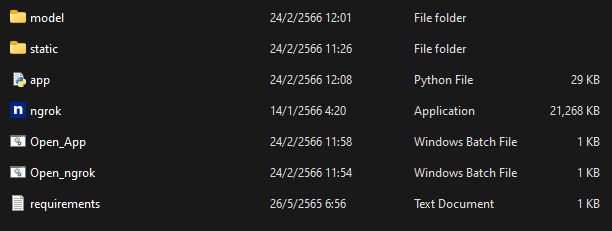 model 24/2/2566 12:01 File folder
static 24/2/2566 11:26 File folder
app 24/2/2566 12:08 Python File 29 KB
n ngrok 14/1/2566 4:20 Application 21,268 KB
Open_App 24/2/2566 11:58 Windows Batch File 1 KB
Open_ngrok 24/2/2566 11:54 Windows Batch File 1 KB
requirements 26/5/2565 6:56 Text Document 1 KB